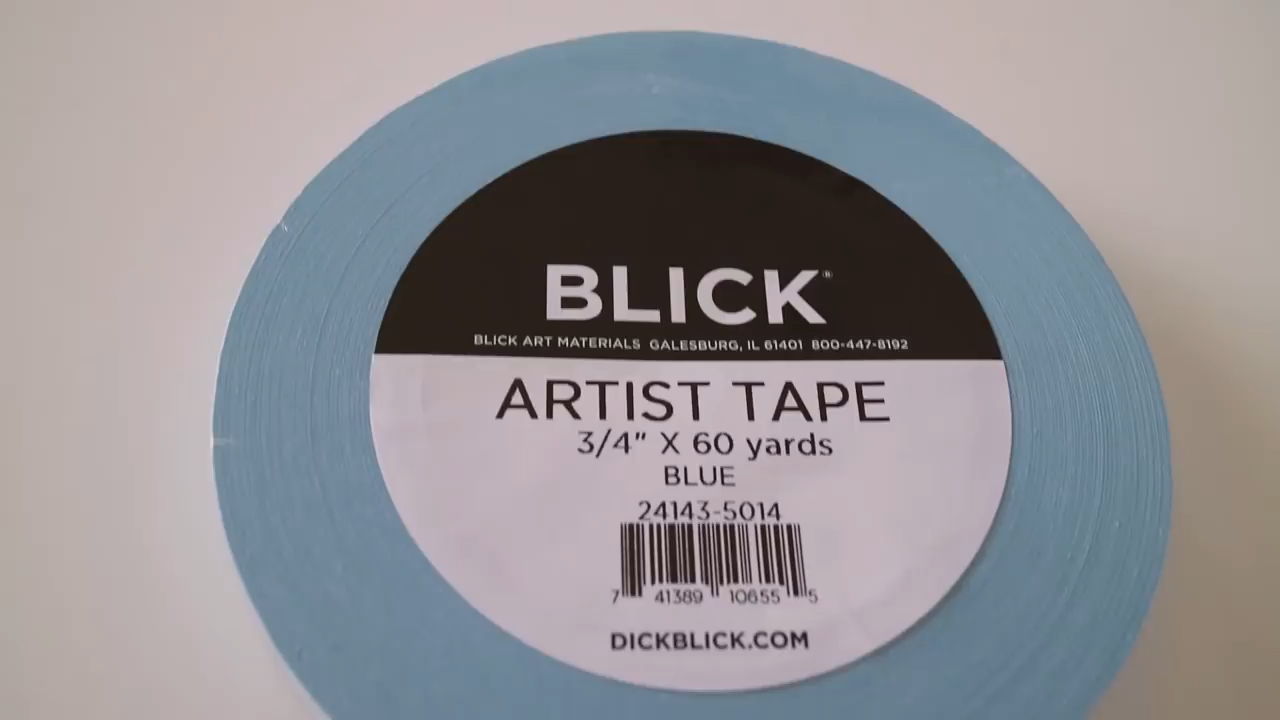 BLICK®
BLICK ART MATERIALS GALESBURG, IL 61401 800-447-8192
ARTIST TAPE
3/4" X 60 yards
BLUE
24143-5014
7 41389 10655 5
DICKBLICK.COM